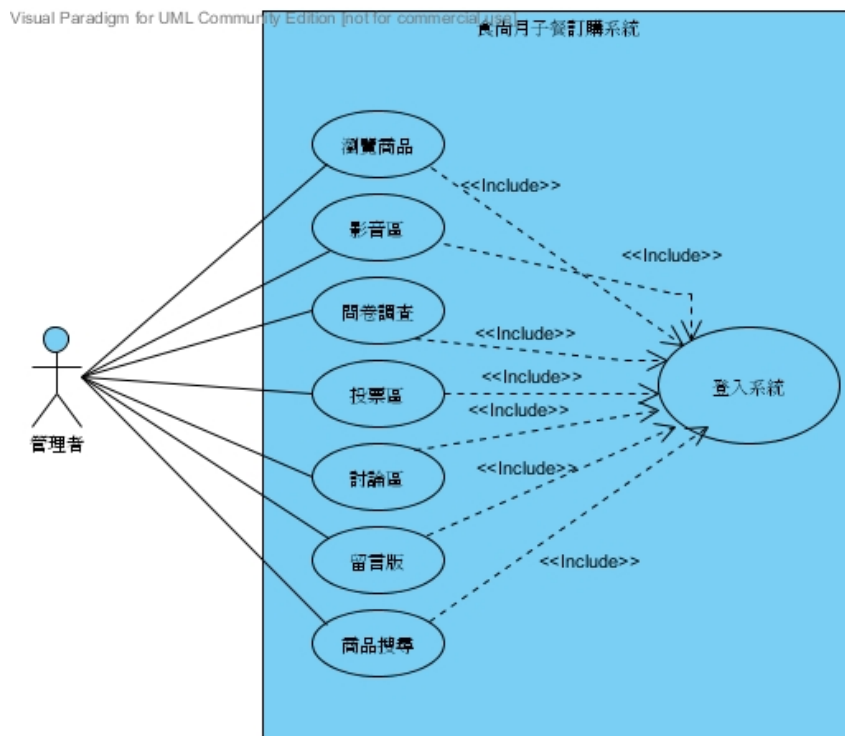 Visual Paradigm for UML Community Edition [not for commercial use]
食尚月子餐訂購系統
瀏覽商品
<<Include>>
影音區
<<Include>>
問卷調查
<<Include>>
投票區
<<Include>>
登入系統
<<Include>>
管理者
討論區
<<Include>>
留言版
<<Include>>
商品搜尋